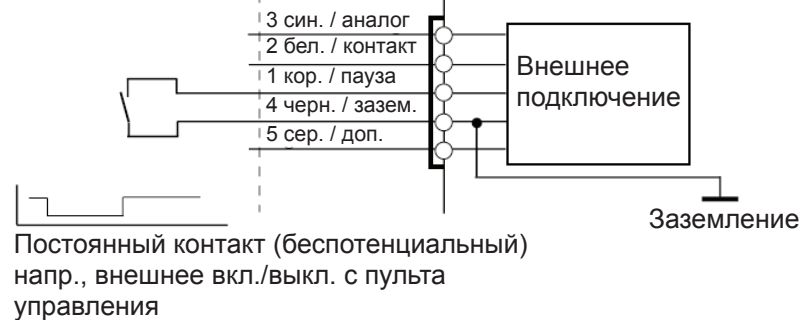 3 син. / аналог
2 бел. / контакт
1 кор. / пауза
4 черн. / зазем.
5 сер. / доп.
Внешнее
подключение
Заземление
Постоянный контакт (беспотенциальный)
напр., внешнее вкл./выкл. с пульта
управления